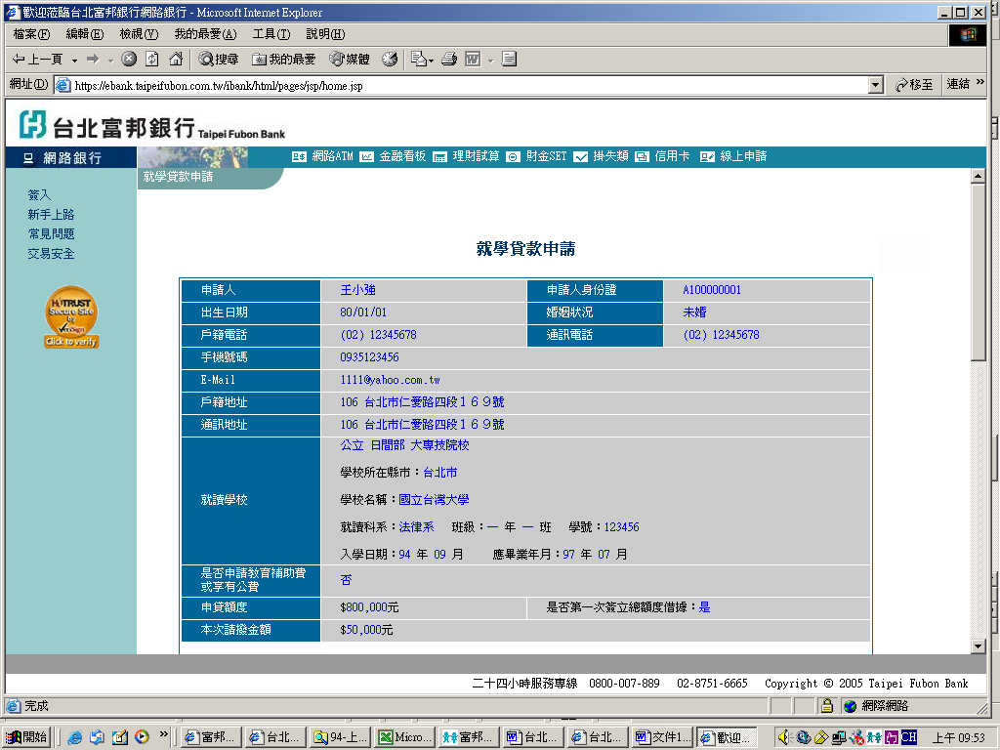 歡迎蒞臨台北富邦銀行網路銀行 - Microsoft Internet Explorer
檔案(F) 編輯(E) 檢視(V) 我的最愛(A) 工具(T) 說明(H)
上一頁 搜尋 我的最愛 媒體
網址(D) https://ebank.taipeifubon.com.tw/ibank/html/pages/jsp/home.jsp 移至 連結 »
台北富邦銀行 Taipei Fubon Bank
網路銀行 網路ATM 金融看板 理財試算 財金SET 掛失類 信用卡 線上申請
就學貸款申請
簽入
新手上路
常見問題
交易安全
HiTRUST
Secure Site
by
VeriSign
Click to verify
就學貸款申請
申請人 王小強 申請人身份證 A100000001
出生日期 80/01/01 婚姻狀況 未婚
戶籍電話 (02) 12345678 通訊電話 (02) 12345678
手機號碼 0935123456
E-Mail 1111@yahoo.com.tw
戶籍地址 106 台北市仁愛路四段１６９號
通訊地址 106 台北市仁愛路四段１６９號
就讀學校
公立 日間部 大專技院校
學校所在縣市：台北市
學校名稱：國立台灣大學
就讀科系：法律系 班級：一 年 一 班 學號：123456
入學日期：94 年 09 月 應畢業年月：97 年 07 月
是否申請教育補助費
或享有公費 否
申貸額度 $800,000元 是否第一次簽立總額度借據：是
本次請撥金額 $50,000元
二十四小時服務專線 0800-007-889 02-8751-6665 Copyright © 2005 Taipei Fubon Bank
完成 網際網路
開始 » 富邦... 台北... 94-上... Micro... 富邦... 台北... 台北... 文件1... 歡迎... CH 上午 09:53